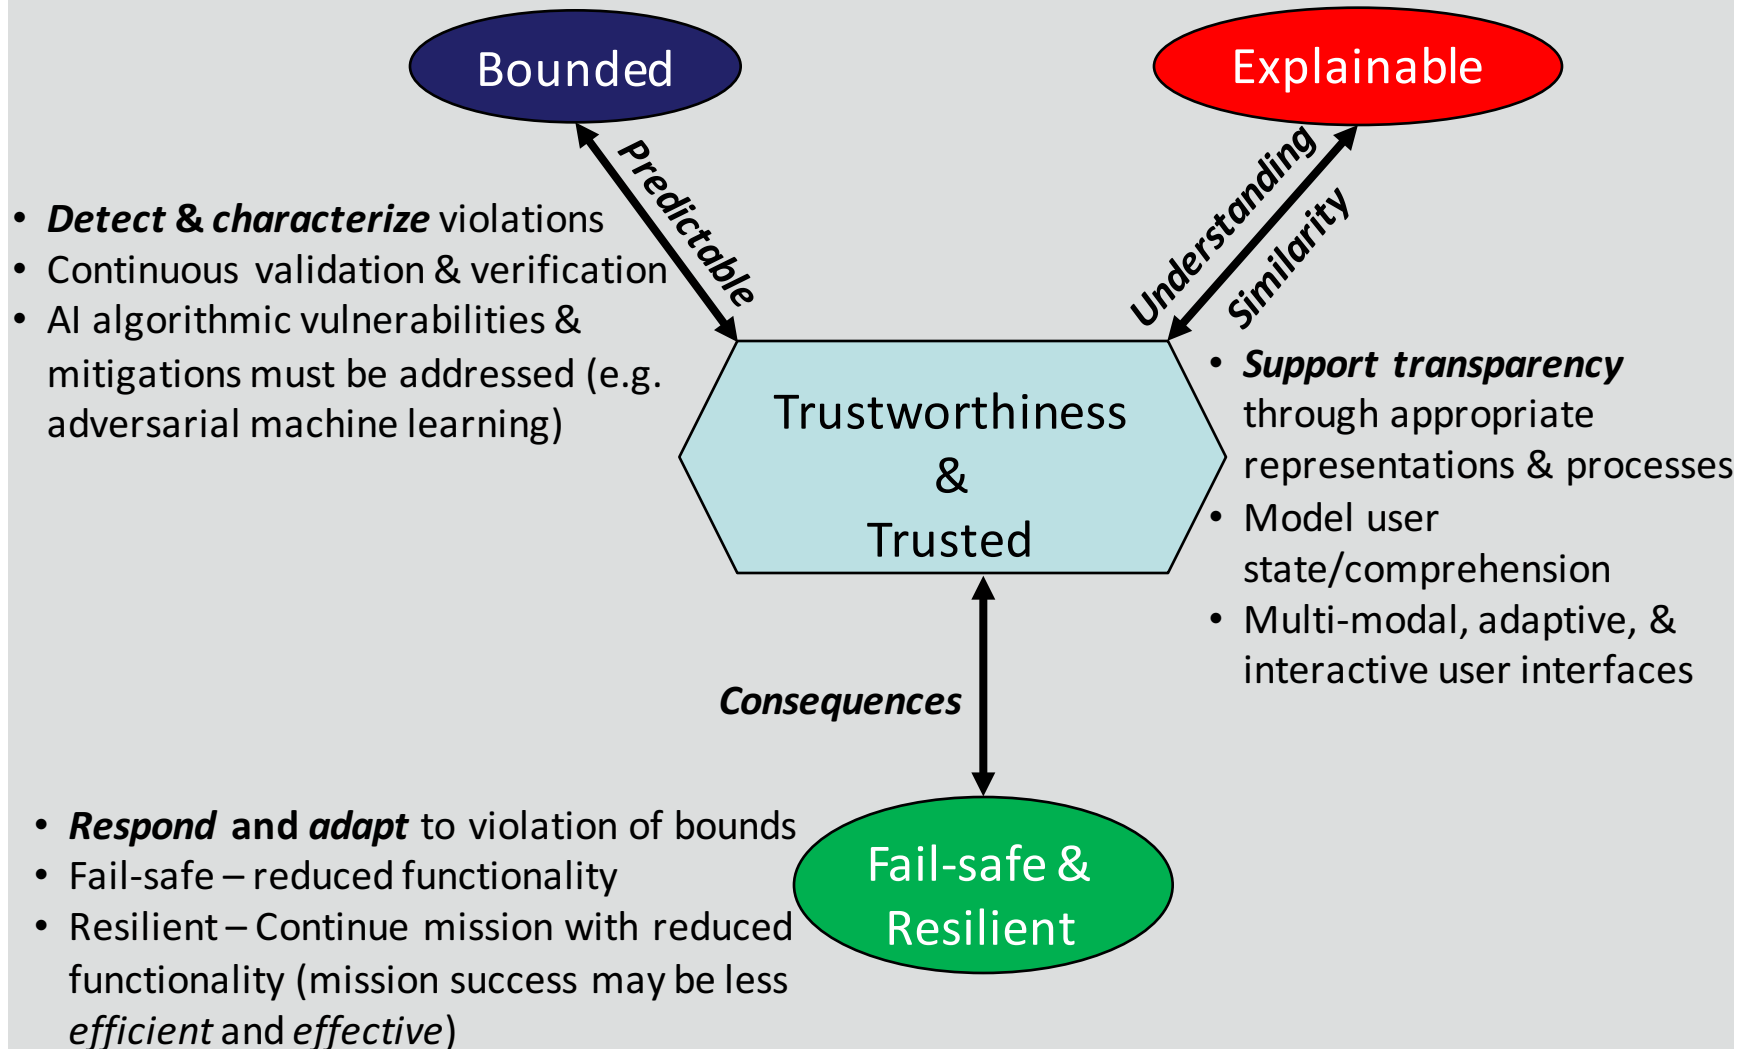 Bounded
Explainable
Predictable
Understanding
Similarity
• Detect & characterize violations
• Continuous validation & verification
• AI algorithmic vulnerabilities &
mitigations must be addressed (e.g.
adversarial machine learning)
Trustworthiness
&
Trusted
• Support transparency
through appropriate
representations & processes
• Model user
state/comprehension
• Multi-modal, adaptive, &
interactive user interfaces
Consequences
• Respond and adapt to violation of bounds
• Fail-safe – reduced functionality
• Resilient – Continue mission with reduced
functionality (mission success may be less
efficient and effective)
Fail-safe &
Resilient